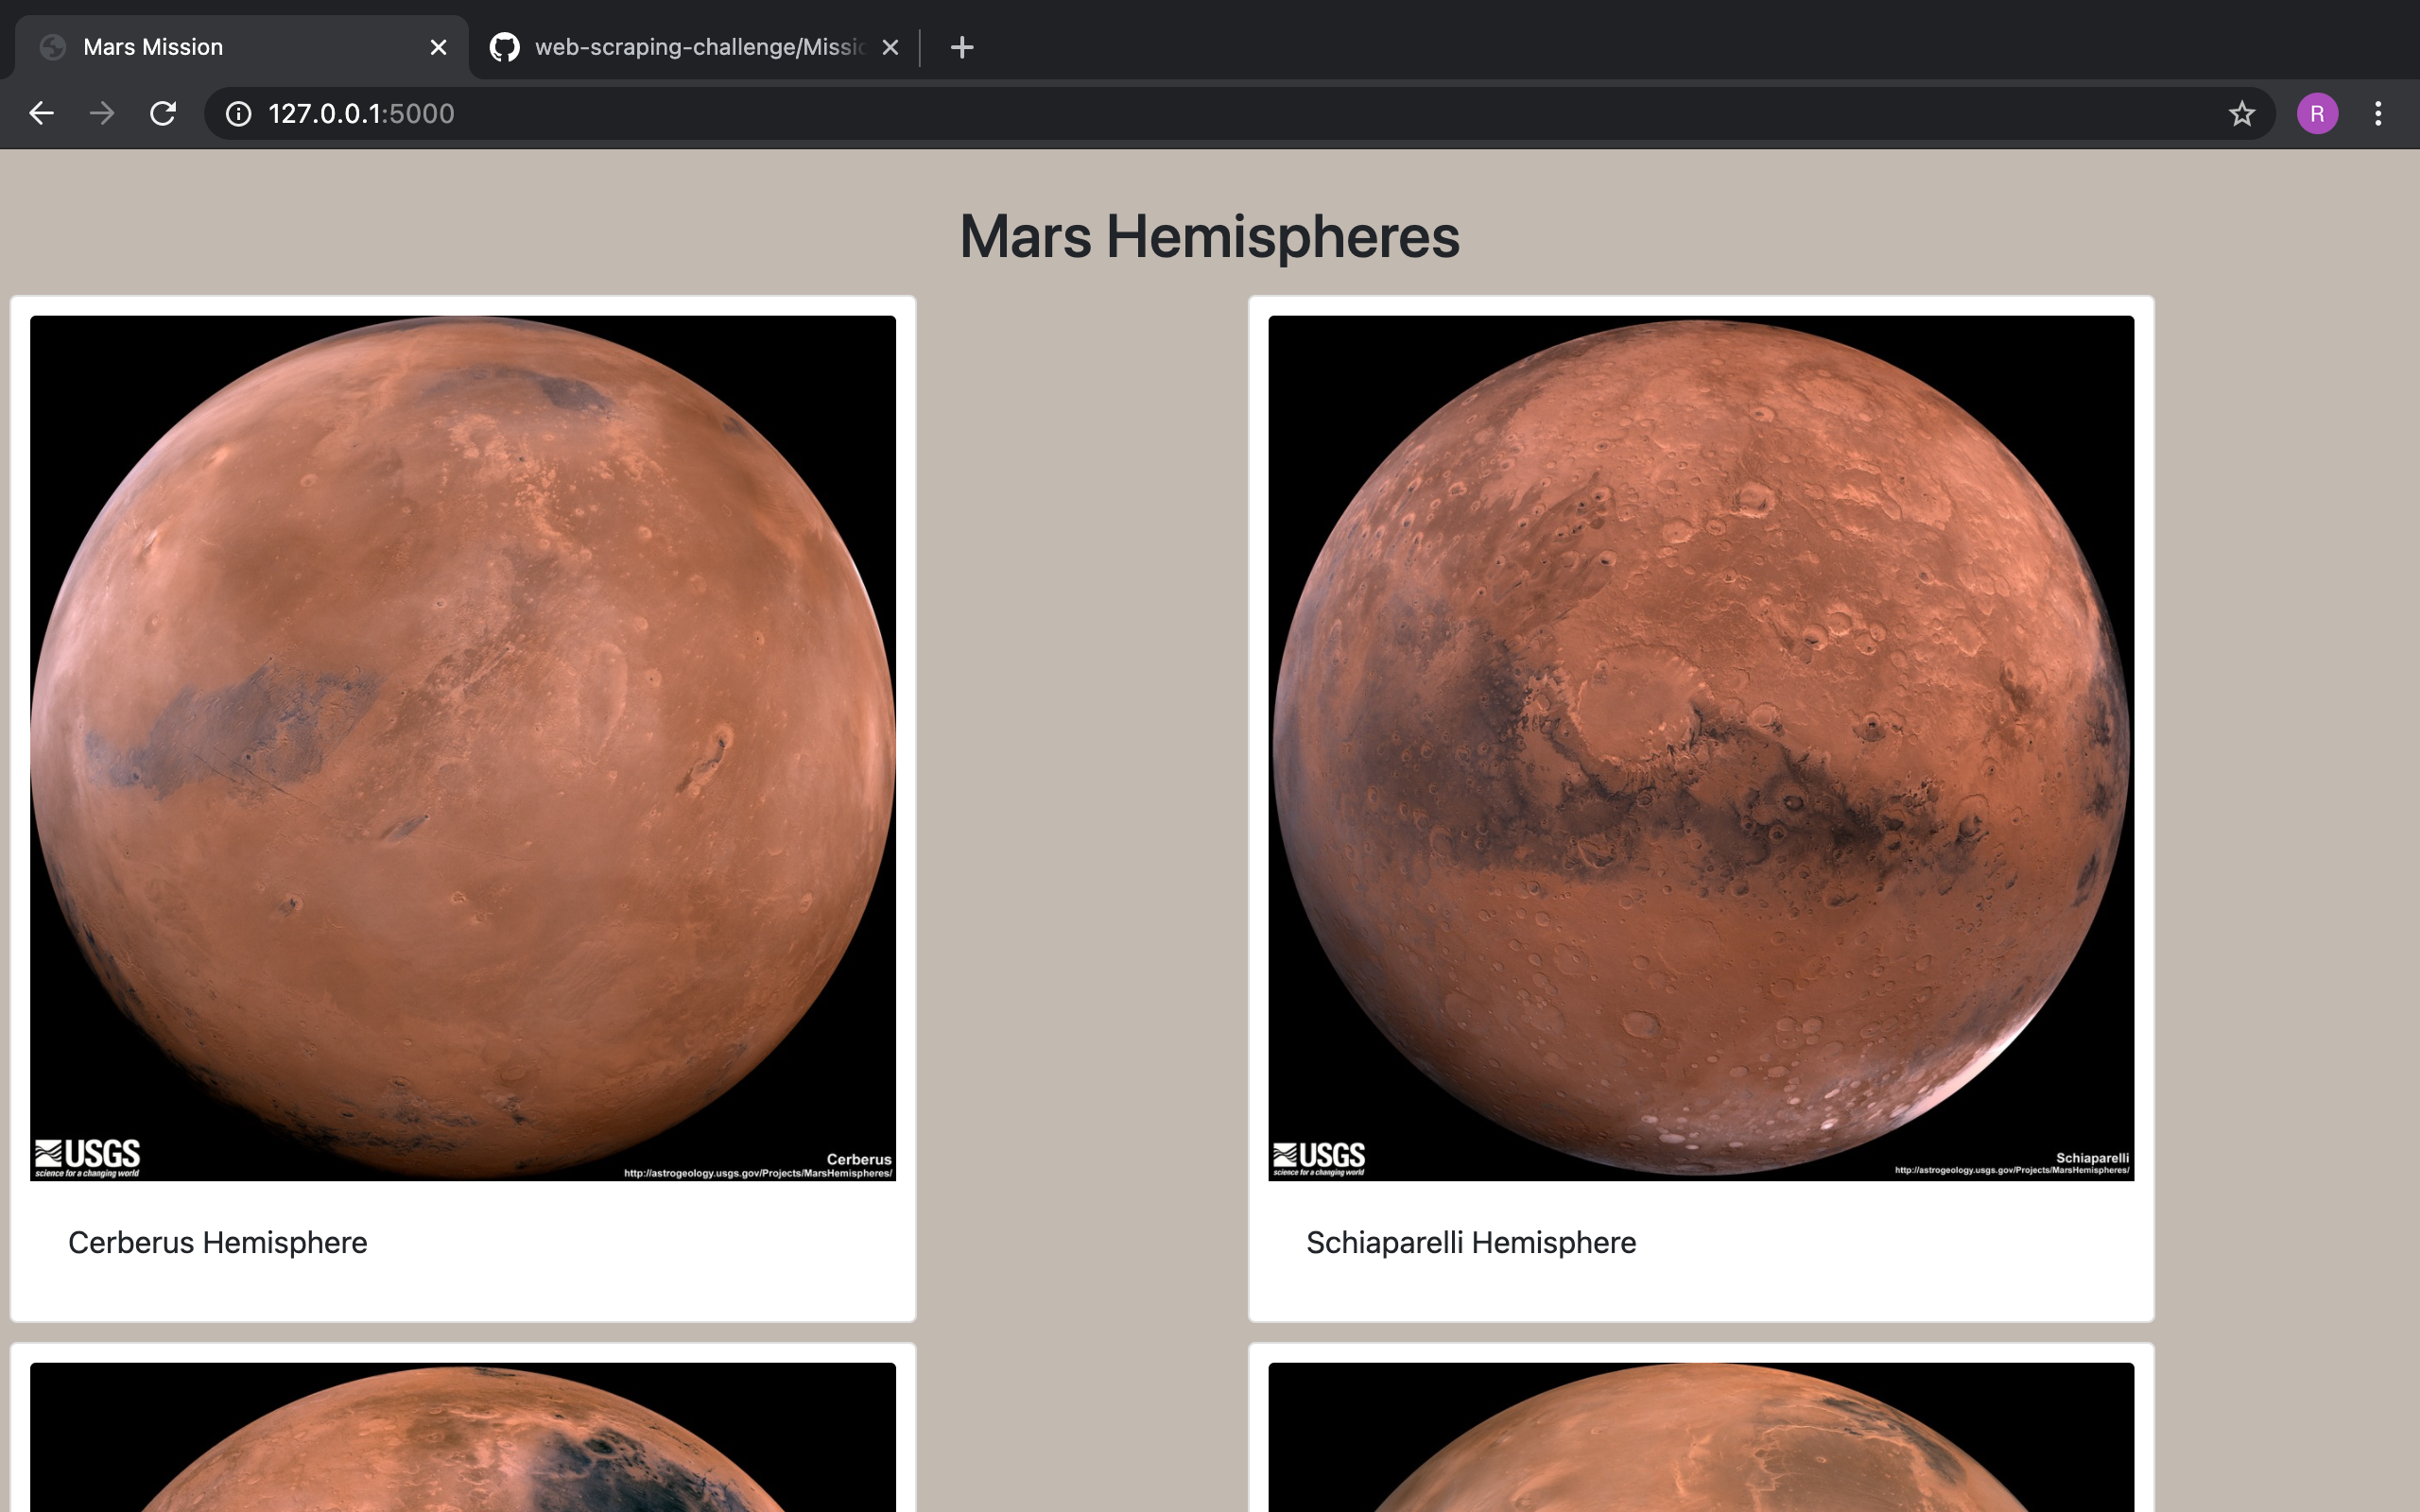 Mars Mission
web-scraping-challenge/Missic
127.0.0.1:5000
R
Mars Hemispheres
USGS
science for a changing world
Cerberus
http://astrogeology.usgs.gov/Projects/MarsHemispheres/
USGS
science for a changing world
Schiaparelli
http://astrogeology.usgs.gov/Projects/MarsHemispheres/
Cerberus Hemisphere
Schiaparelli Hemisphere